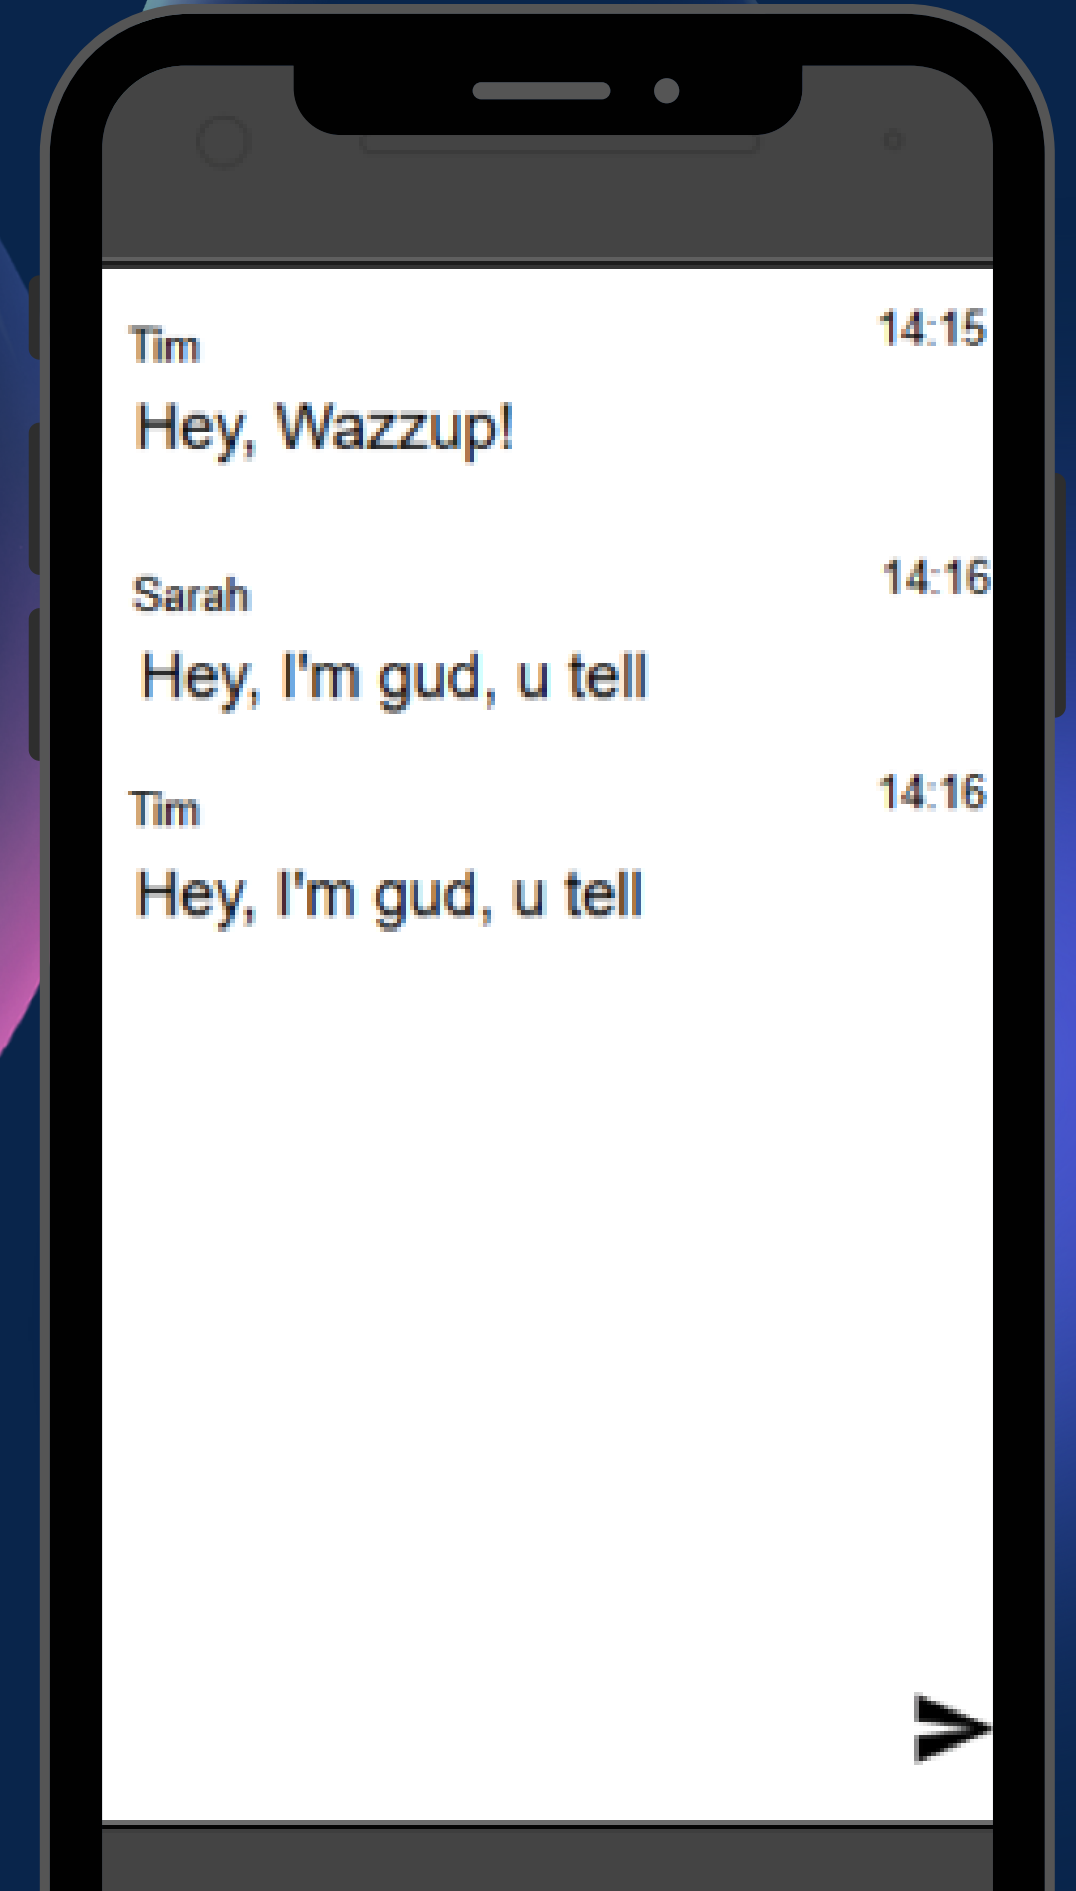 Tim 14:15
Hey, Wazzup!
Sarah 14:16
Hey, I'm gud, u tell
Tim 14:16
Hey, I'm gud, u tell